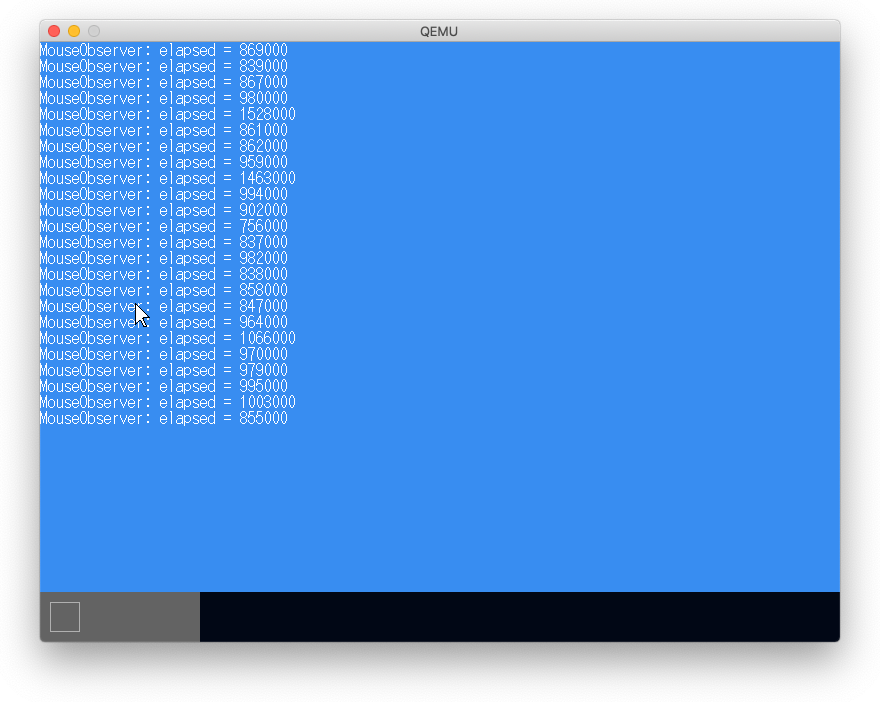 QEMU
MouseObserver: elapsed = 869000
MouseObserver: elapsed = 839000
MouseObserver: elapsed = 867000
MouseObserver: elapsed = 980000
MouseObserver: elapsed = 1528000
MouseObserver: elapsed = 861000
MouseObserver: elapsed = 862000
MouseObserver: elapsed = 959000
MouseObserver: elapsed = 1463000
MouseObserver: elapsed = 994000
MouseObserver: elapsed = 902000
MouseObserver: elapsed = 756000
MouseObserver: elapsed = 837000
MouseObserver: elapsed = 982000
MouseObserver: elapsed = 838000
MouseObserver: elapsed = 858000
MouseObserver: elapsed = 847000
MouseObserver: elapsed = 964000
MouseObserver: elapsed = 1066000
MouseObserver: elapsed = 970000
MouseObserver: elapsed = 979000
MouseObserver: elapsed = 995000
MouseObserver: elapsed = 1003000
MouseObserver: elapsed = 855000